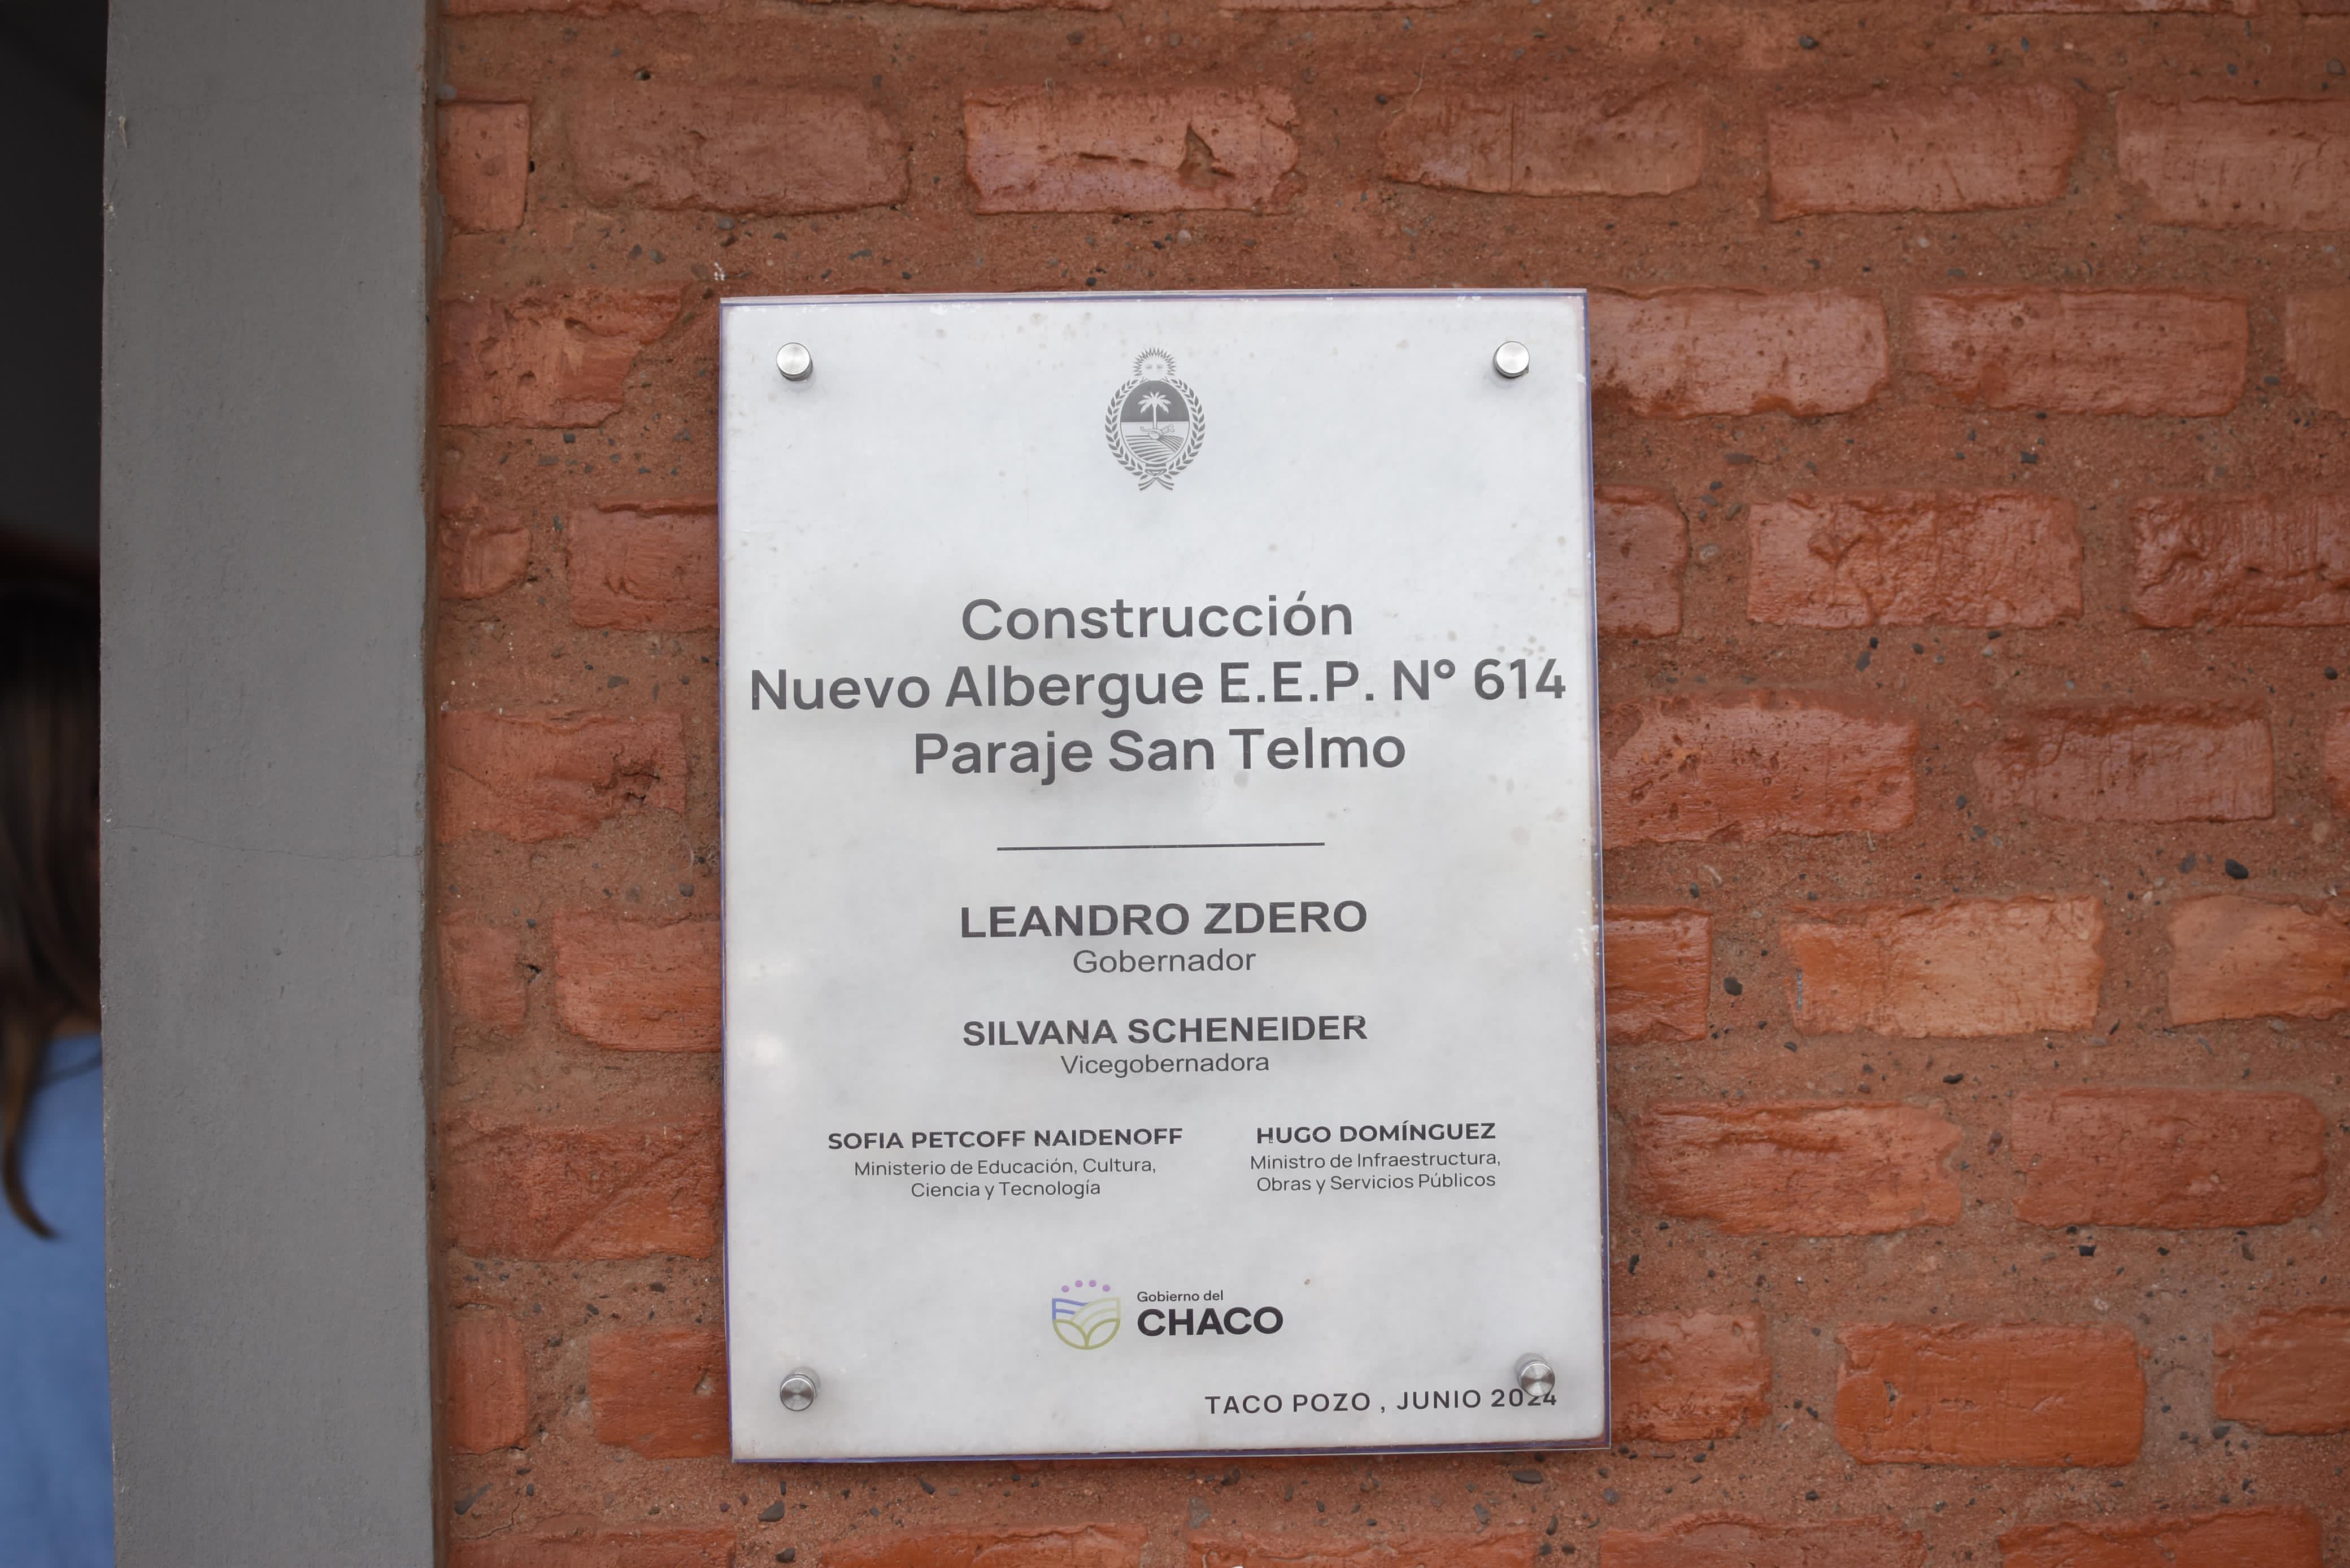 Construcción
Nuevo Albergue E.E.P. N° 614
Paraje San Telmo
LEANDRO ZDERO
Gobernador
SILVANA SCHENEIDER
Vicegobernadora
SOFIA PETCOFF NAIDENOFF
Ministerio de Educación, Cultura,
Ciencia y Tecnología
HUGO DOMÍNGUEZ
Ministro de Infraestructura,
Obras y Servicios Públicos
Gobierno del
CHACO
TACO POZO , JUNIO 2024